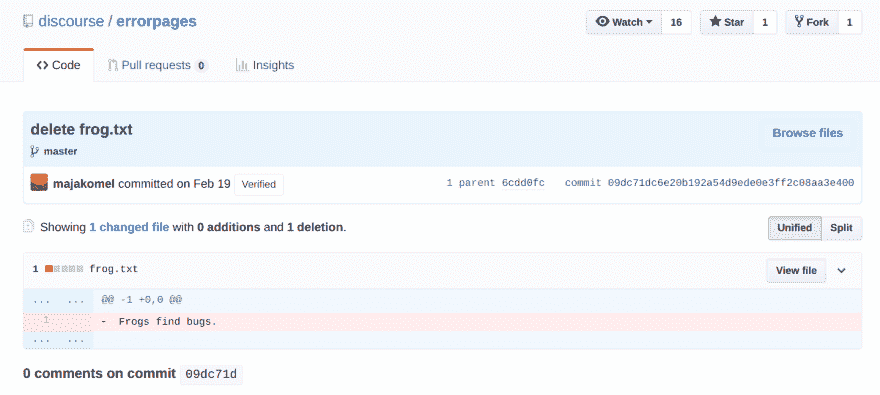 discourse / errorpages
Watch 16 Star 1 Fork 1
Code Pull requests 0 Insights
delete frog.txt
Browse files
master
majakomel committed on Feb 19 Verified
1 parent 6cdd0fc commit 09dc71dc6e20b192a54d9ede0e3ff2c08aa3e400
Showing 1 changed file with 0 additions and 1 deletion.
Unified Split
1 frog.txt
View file
... ... @@ -1 +0,0 @@
1 - Frogs find bugs.
... ...
0 comments on commit 09dc71d